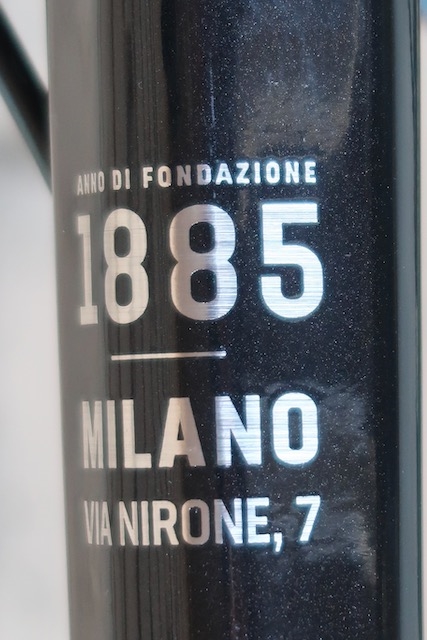 ANNO DI FONDAZIONE
1885
MILANO
VIA NIRONE, 7